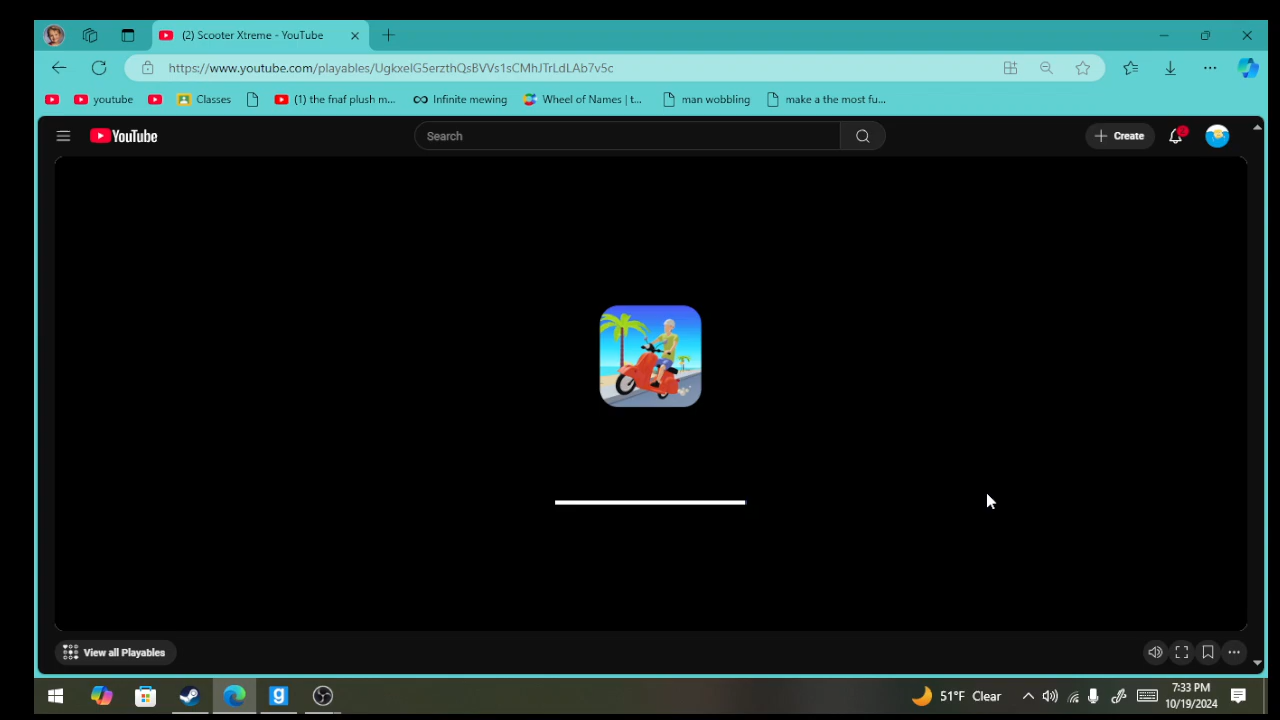 (2) Scooter Xtreme - YouTube
https://www.youtube.com/playables/UgkxelG5erzthQsBVVs1sCMhJTrLdLAb7v5c
youtube
Classes
(1) the fnaf plush m...
Infinite mewing
Wheel of Names | t...
man wobbling
make a the most fu...
YouTube
Search
Create
2
View all Playables
51°F Clear
7:33 PM
10/19/2024